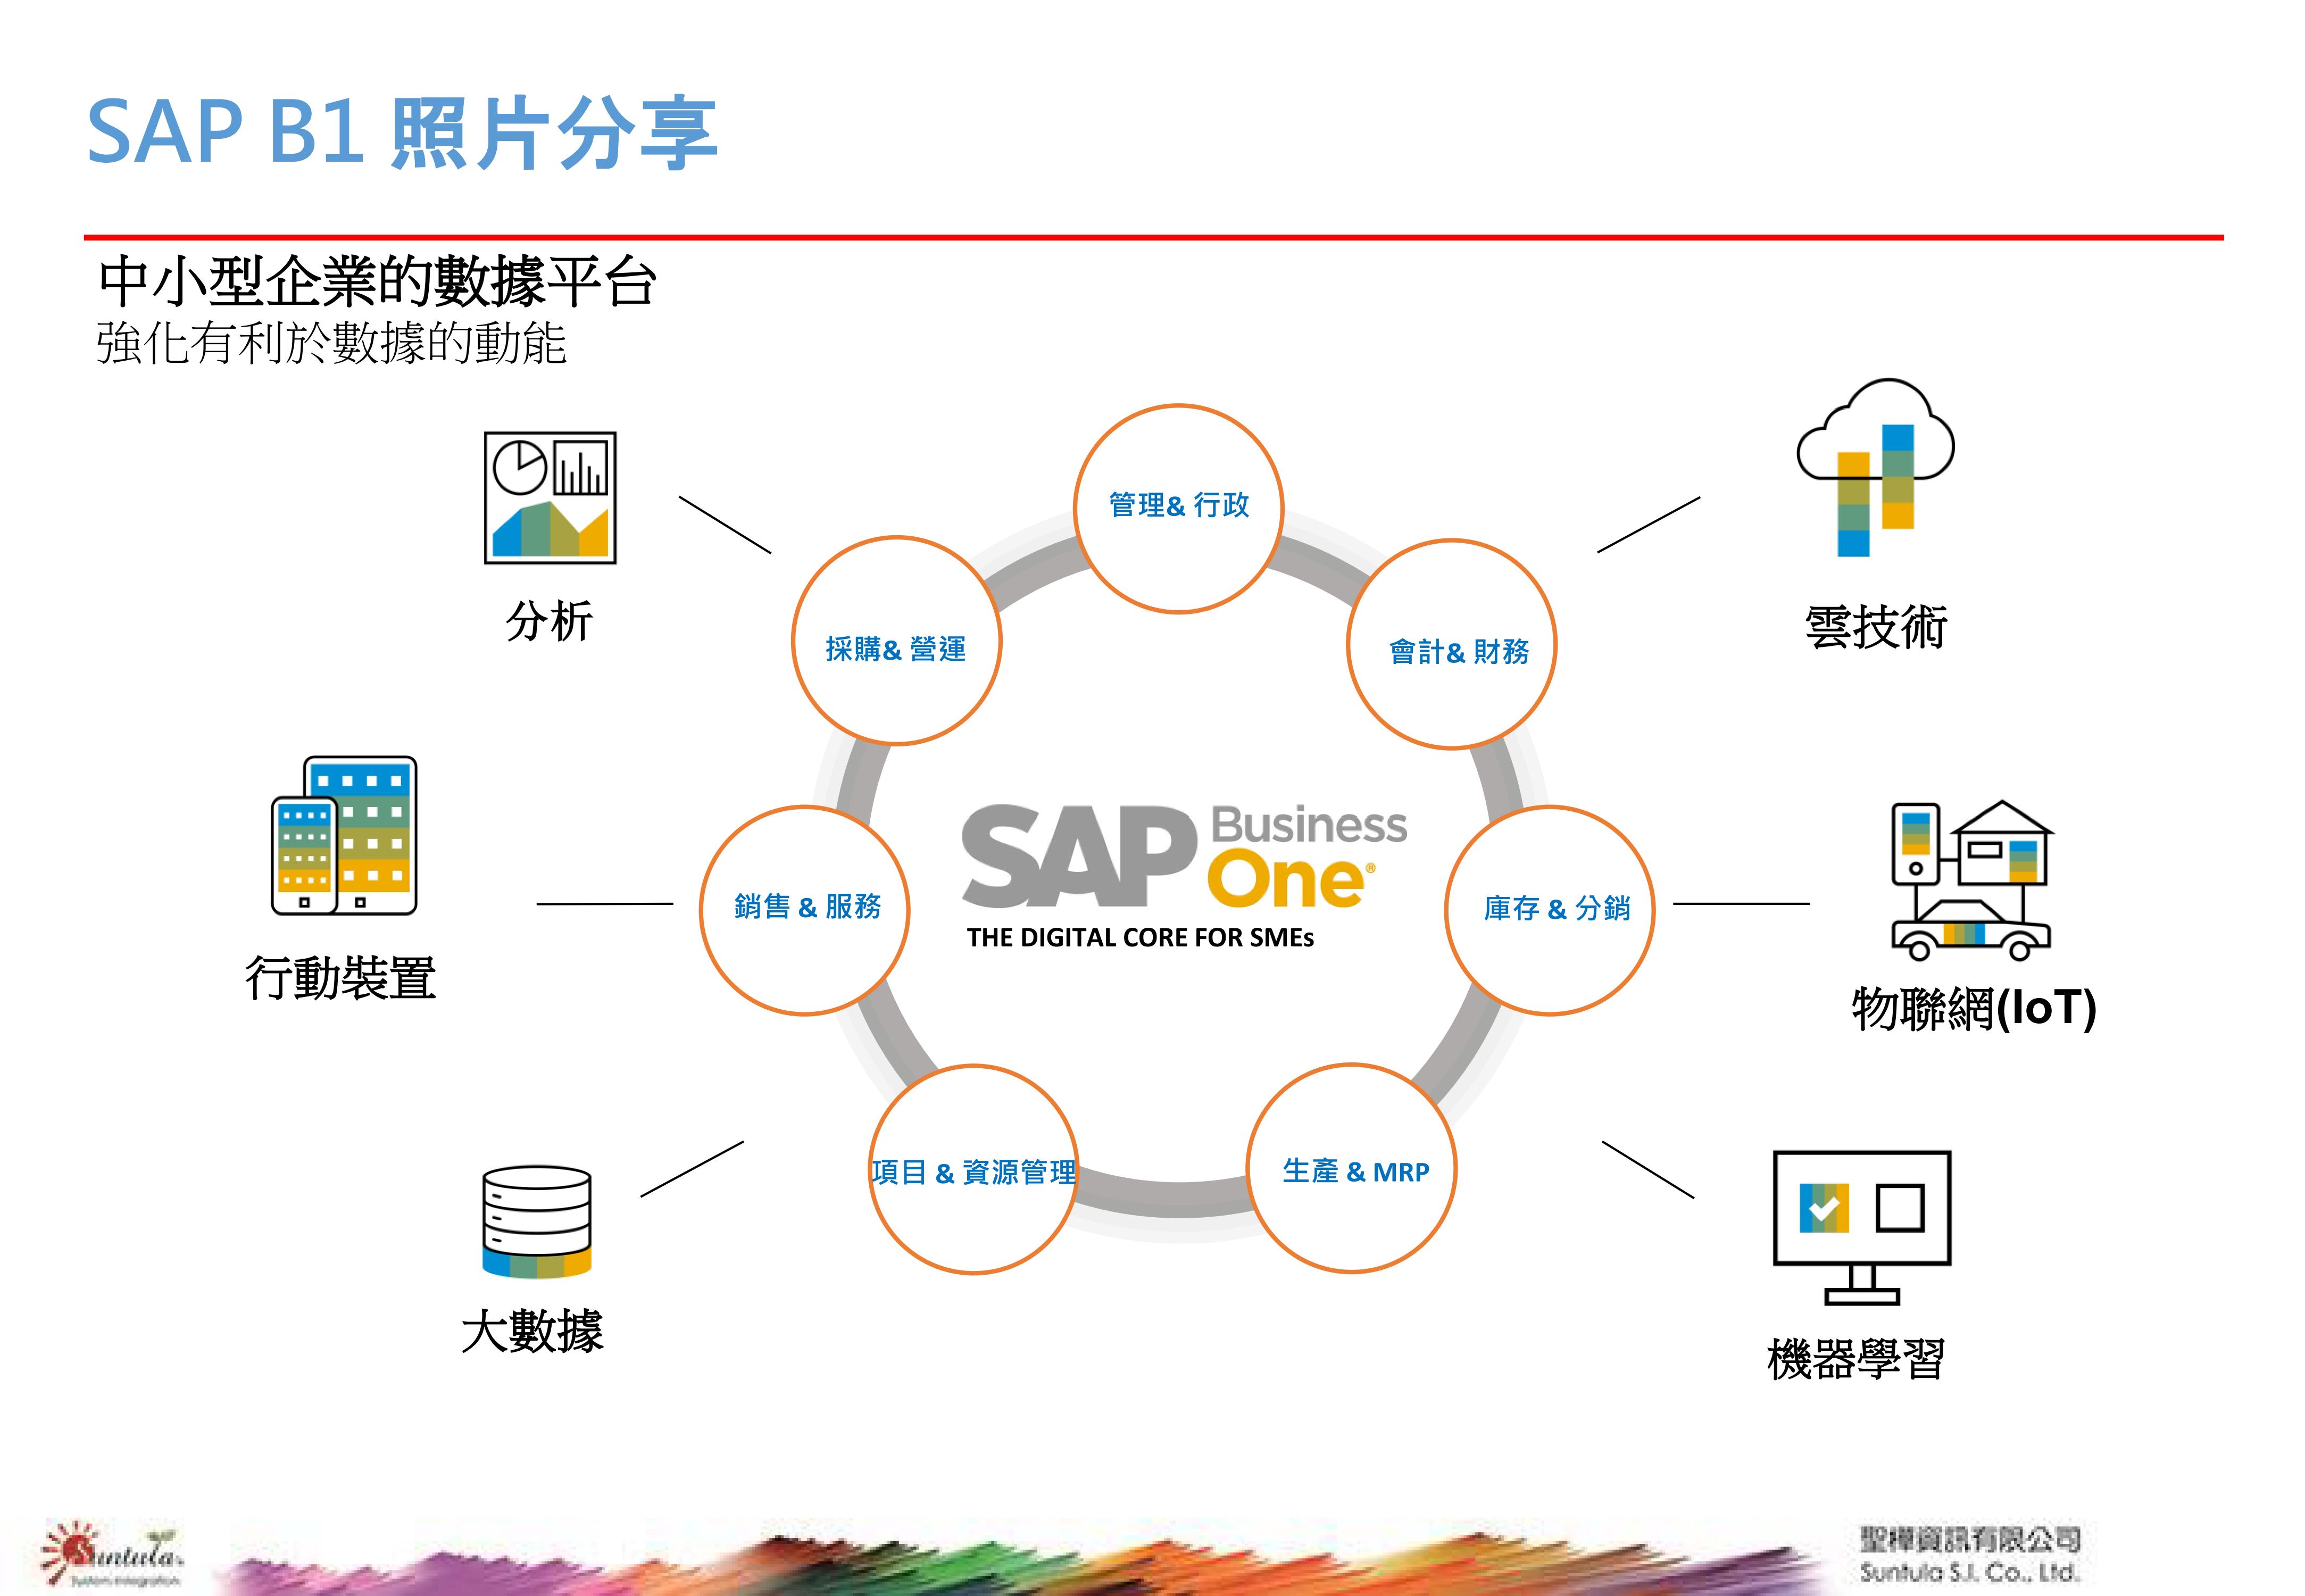 SAP B1 照片分享
中小型企業的數據平台
強化有利於數據的動能
分析
行動裝置
大數據
管理& 行政
採購& 營運
會計& 財務
銷售 & 服務
庫存 & 分銷
項目 & 資源管理
生產 & MRP
SAP Business One®
THE DIGITAL CORE FOR SMEs
雲技術
物聯網(IoT)
機器學習
Suntula
System Integration
聖樺資訊有限公司
Suntula S.I. Co., Ltd.